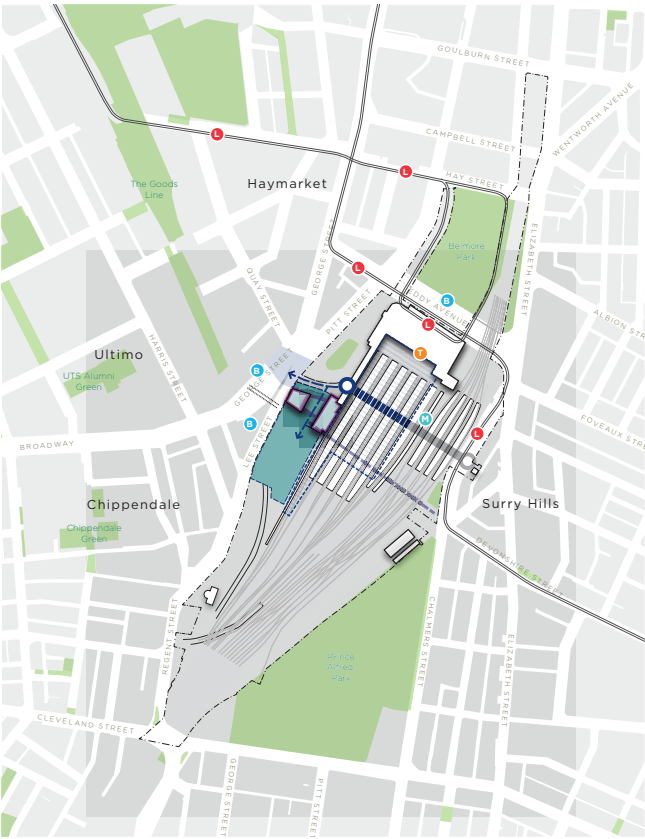 GOULBURN STREET
WENTWORTH AVENUE
CAMPBELL STREET
L
L
HAY STREET
The Goods
Line
Haymarket
ELIZABETH STREET
GEORGE STREET
Belmore
Park
L
QUAY STREET
PITT STREET
EDDY AVENUE
B
ALBION STR
L
HARRIS STREET
Ultimo
T
UTS Alumni
Green
B
GEORGE STREET
M
L
FOVEAUX STREET
B
LEE STREET
BROADWAY
Chippendale
Surry Hills
Chippendale
Green
DEVONSHIRE STREET
REGENT STREET
CHALMERS STREET
ELIZABETH STREET
Prince
Alfred
Park
CLEVELAND STREET
GEORGE STREET
PITT STREET